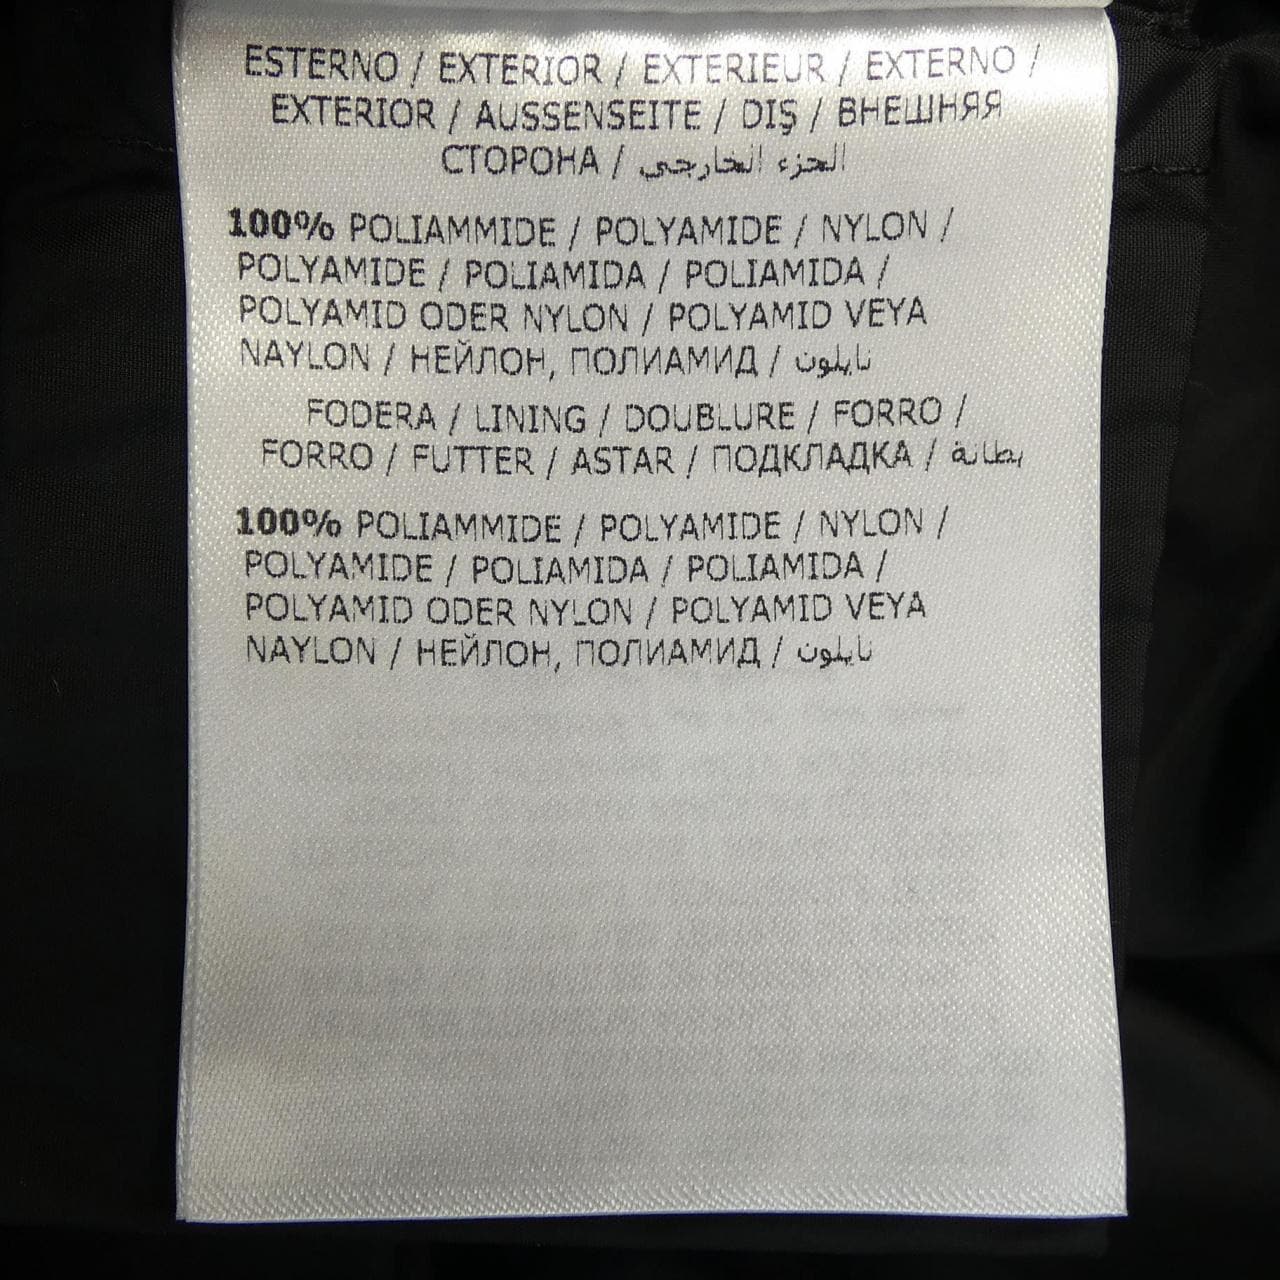 ESTERNO / EXTERIOR / EXTERIEUR / EXTERNO /
EXTERIOR / AUSSENSEITE / DIŞ / ВНЕШНЯЯ
СТОРОНА / الجزء الخارجي
100% POLIAMMIDE / POLYAMIDE / NYLON /
POLYAMIDE / POLIAMIDA / POLIAMIDA /
POLYAMID ODER NYLON / POLYAMID VEYA
NAYLON / НЕЙЛОН, ПОЛИАМИД / نايلون
FODERA / LINING / DOUBLURE / FORRO /
FORRO / FUTTER / ASTAR / ПОДКЛАДКА / بطانة
100% POLIAMMIDE / POLYAMIDE / NYLON /
POLYAMIDE / POLIAMIDA / POLIAMIDA /
POLYAMID ODER NYLON / POLYAMID VEYA
NAYLON / НЕЙЛОН, ПОЛИАМИД / نايلون